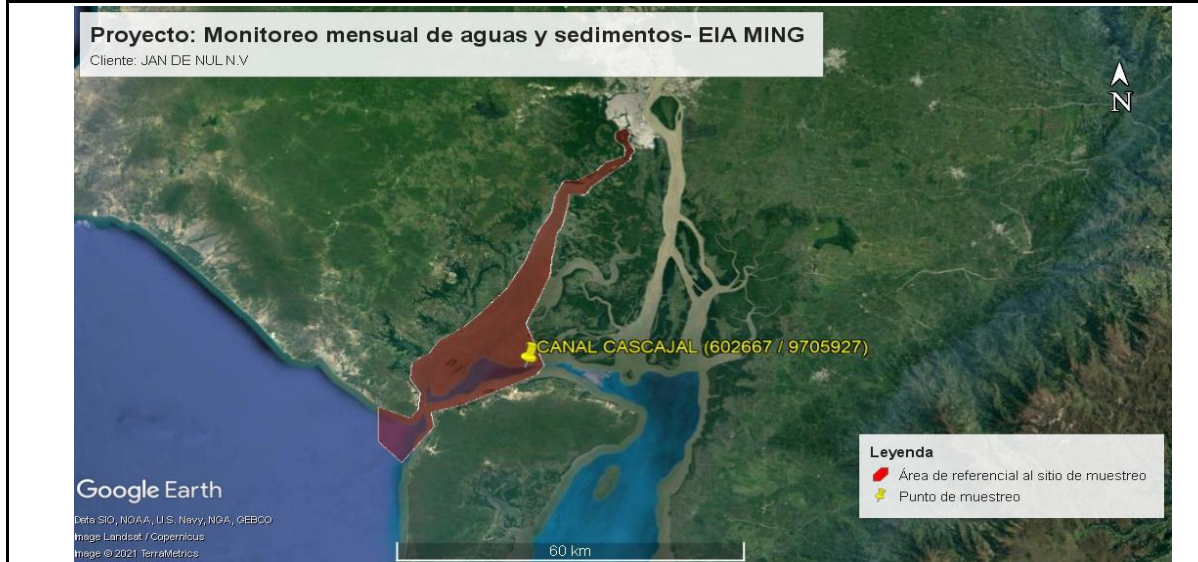 Proyecto: Monitoreo mensual de aguas y sedimentos- EIA MING
Cliente: JAN DE NUL N.V
N
CANAL CASCAJAL (602667 / 9705927)
Leyenda
Área de referencial al sitio de muestreo
Punto de muestreo
Google Earth
Data SIO, NOAA, U.S. Navy, NGA, GEBCO
Image Landsat / Copernicus
Image © 2021 TerraMetrics
60 km